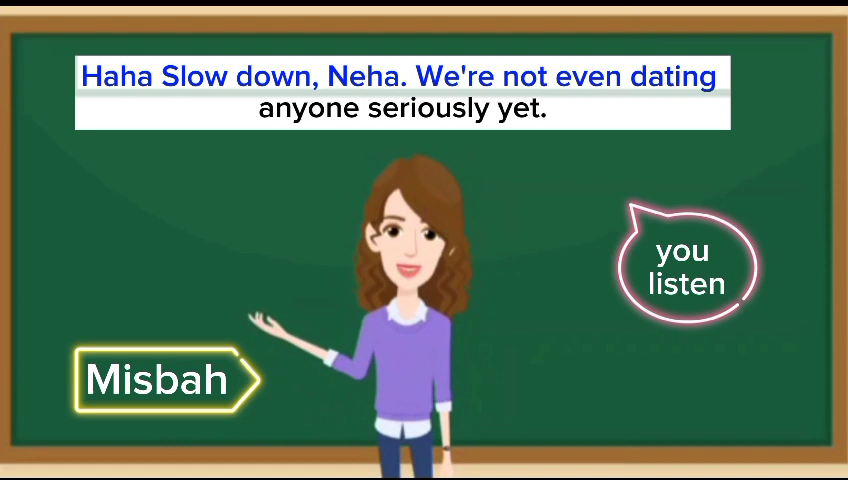 Haha Slow down, Neha. We're not even dating
anyone seriously yet.
you
listen
Misbah